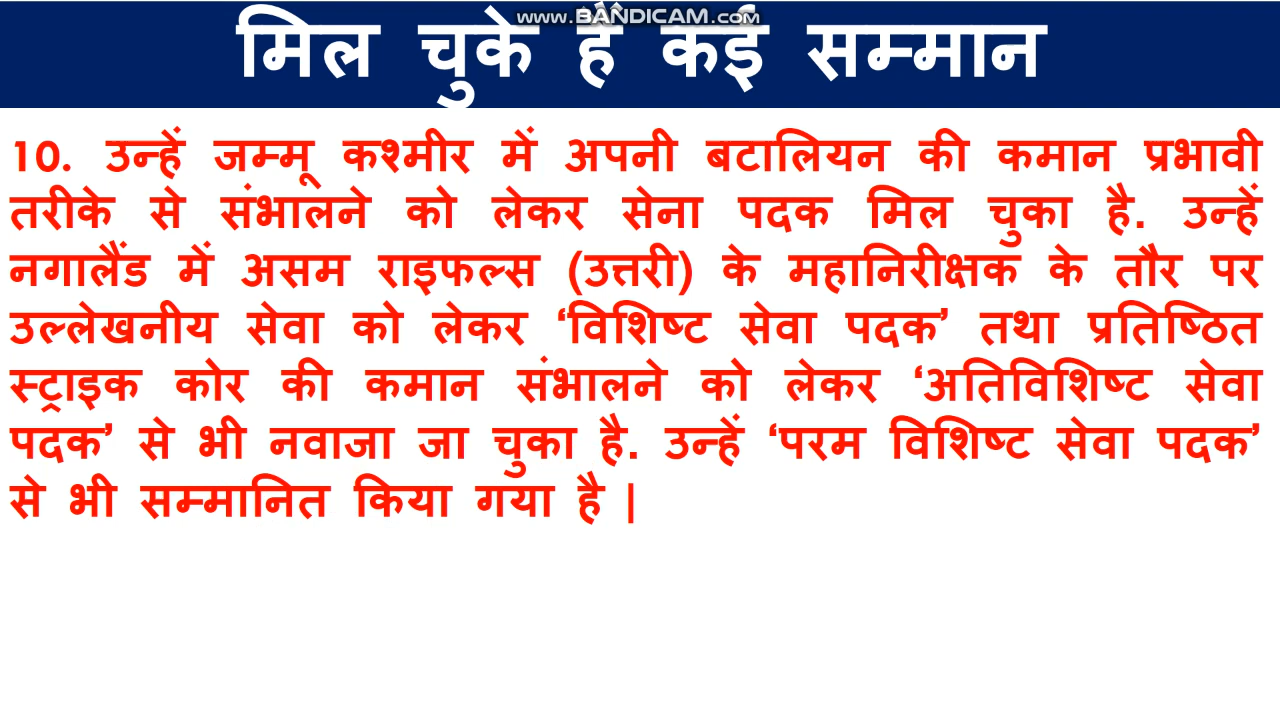 www.BANDICAM.com
मिल चुके हैं कई सम्मान
10. उन्हें जम्मू कश्मीर में अपनी बटालियन की कमान प्रभावी
तरीके से संभालने को लेकर सेना पदक मिल चुका है. उन्हें
नगालैंड में असम राइफल्स (उत्तरी) के महानिरीक्षक के तौर पर
उल्लेखनीय सेवा को लेकर ‘विशिष्ट सेवा पदक’ तथा प्रतिष्ठित
स्ट्राइक कोर की कमान संभालने को लेकर ‘अतिविशिष्ट सेवा
पदक’ से भी नवाजा जा चुका है. उन्हें ‘परम विशिष्ट सेवा पदक’
से भी सम्मानित किया गया है |